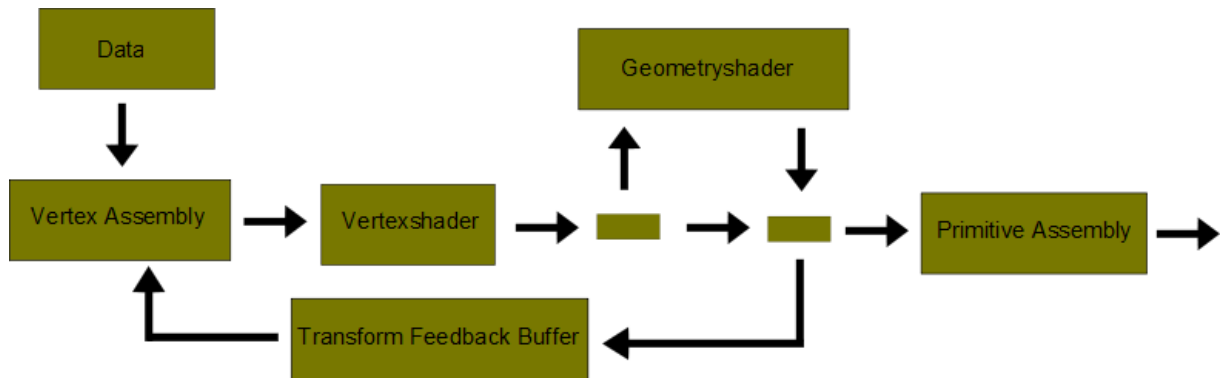 Data
Geometryshader
Vertex Assembly
Vertexshader
Primitive Assembly
Transform Feedback Buffer